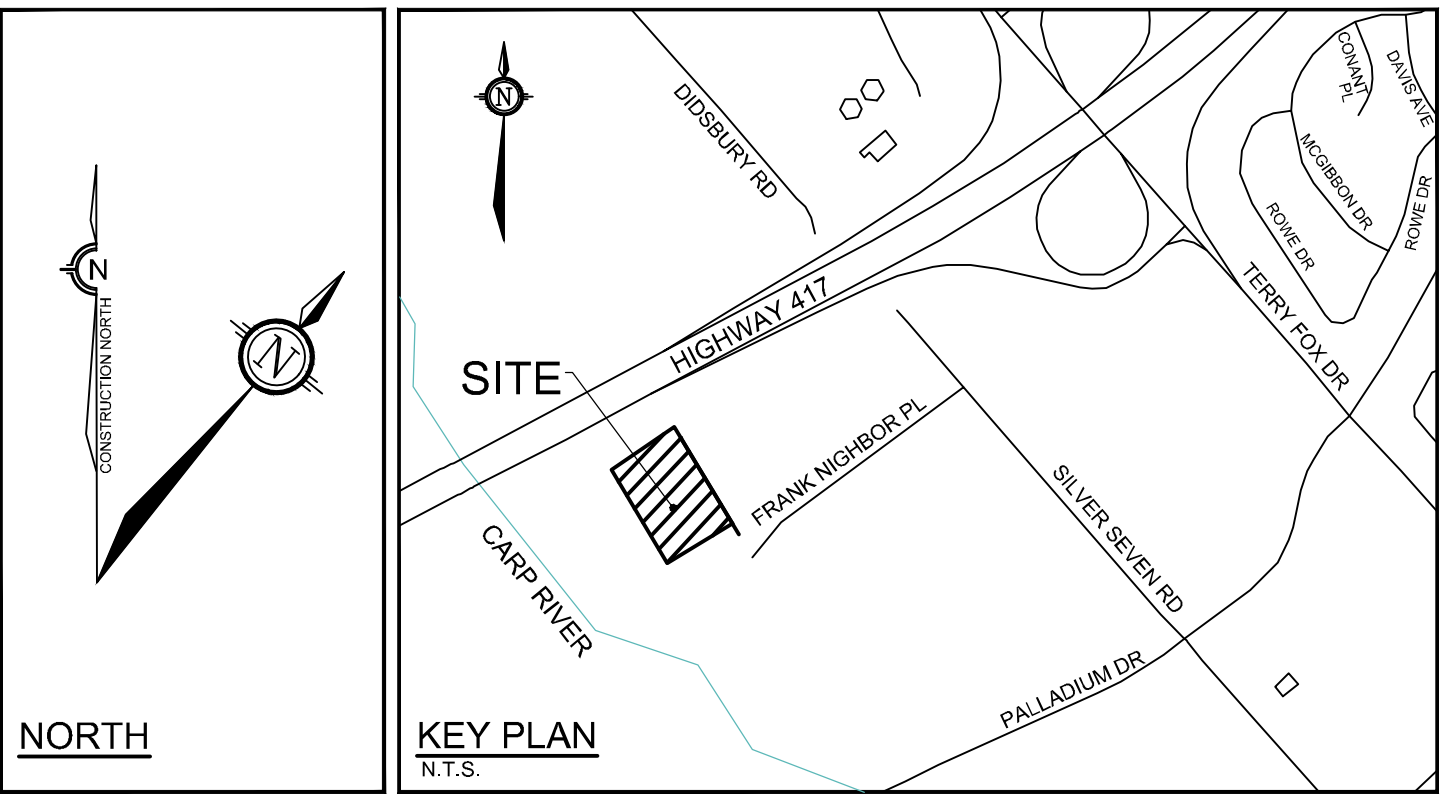 N
CONSTRUCTION NORTH
N
NORTH
N
DIDSBURY RD
CONANT
PL
DAVIS AVE
MCGIBBON DR
ROWE DR
ROWE DR
TERRY FOX DR
HIGHWAY 417
SITE
FRANK NIGHBOR PL
SILVER SEVEN RD
CARP RIVER
PALLADIUM DR
KEY PLAN
N.T.S.